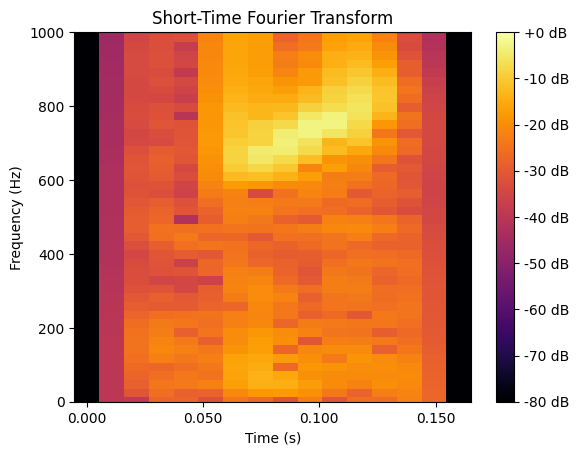 Short-Time Fourier Transform
Frequency (Hz)
1000
800
600
400
200
0
0.000
0.050
0.100
0.150
Time (s)
+0 dB
-10 dB
-20 dB
-30 dB
-40 dB
-50 dB
-60 dB
-70 dB
-80 dB